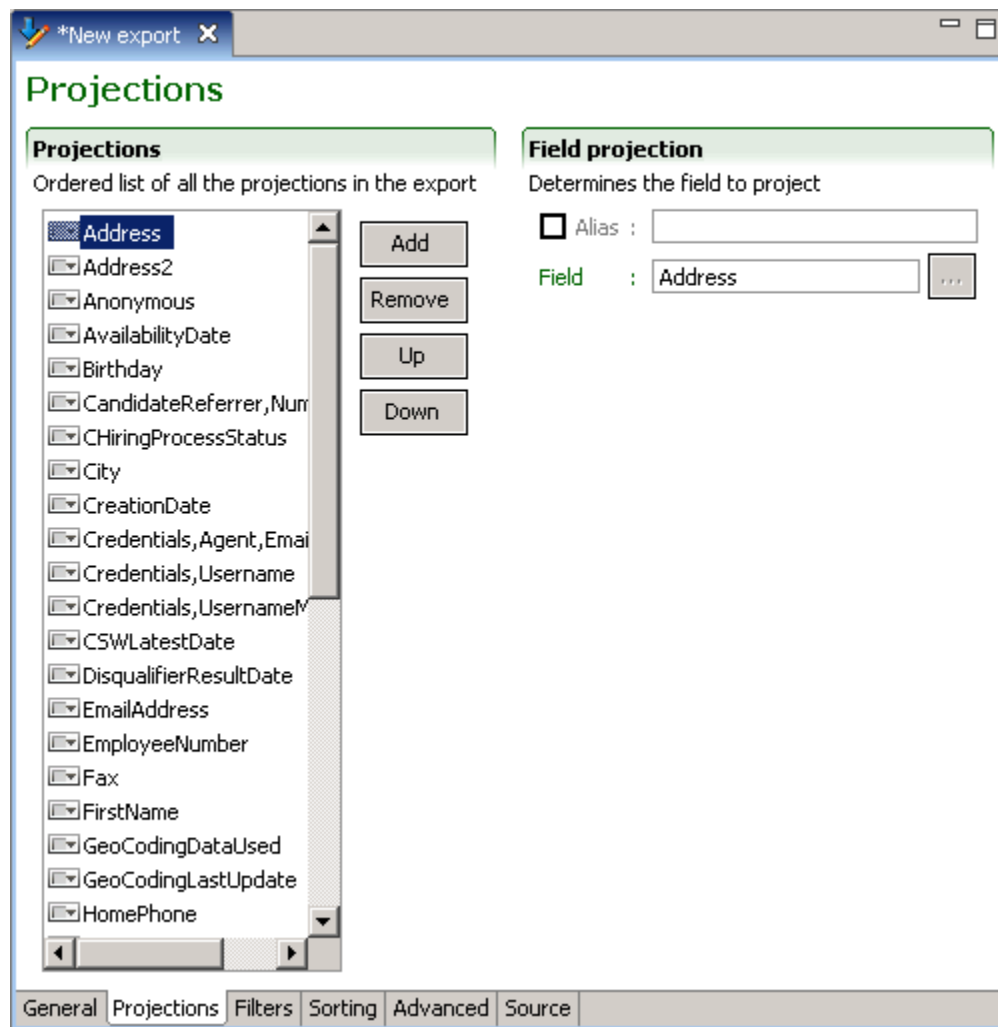 *New export
Projections
Projections
Ordered list of all the projections in the export
Address
Address2
Anonymous
AvailabilityDate
Birthday
CandidateReferrer,Num
CHiringProcessStatus
City
CreationDate
Credentials,Agent,Emai
Credentials,Username
Credentials,UsernameM
CSWLatestDate
DisqualifierResultDate
EmailAddress
EmployeeNumber
Fax
FirstName
GeoCodingDataUsed
GeoCodingLastUpdate
HomePhone
Add
Remove
Up
Down
Field projection
Determines the field to project
Alias :
Field : Address ...
General Projections Filters Sorting Advanced Source